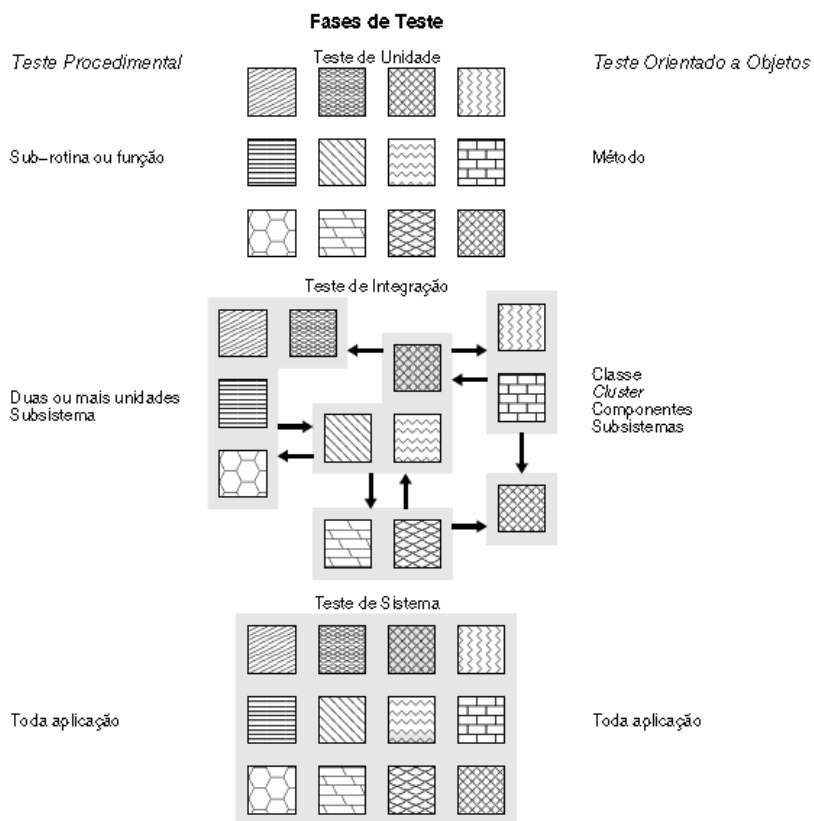 Fases de Teste
Teste Procedimental
Teste de Unidade
Teste Orientado a Objetos
Sub-rotina ou função
Método
Teste de Integração
Duas ou mais unidades
Subsistema
Classe
Cluster
Componentes
Subsistemas
Teste de Sistema
Toda aplicação
Toda aplicação